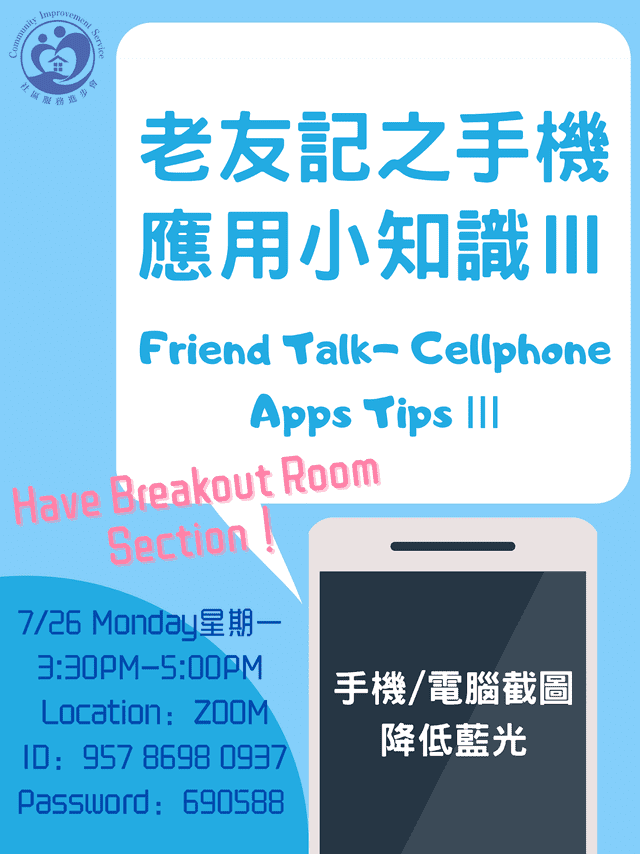 Community Improvement Service
社區服務進步會
老友記之手機
應用小知識III
Friend Talk- Cellphone
Apps Tips III
Have Breakout Room
Section！
7/26 Monday星期一
3:30PM-5:00PM
Location：ZOOM
ID：957 8698 0937
Password：690588
手機/電腦截圖
降低藍光